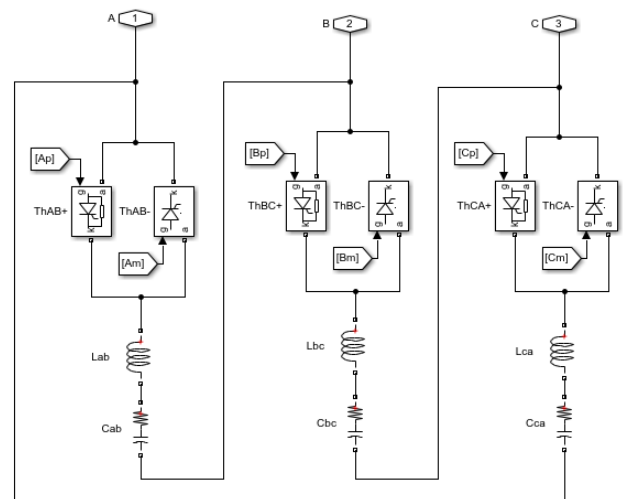 A 1
B 2
C 3
[Ap]
g a
k
ThAB+
ThAB-
k
g a
[Am]
Lab
Cab
[Bp]
g a
k
ThBC+
ThBC-
k
g a
[Bm]
Lbc
Cbc
[Cp]
g a
k
ThCA+
ThCA-
k
g a
[Cm]
Lca
Cca